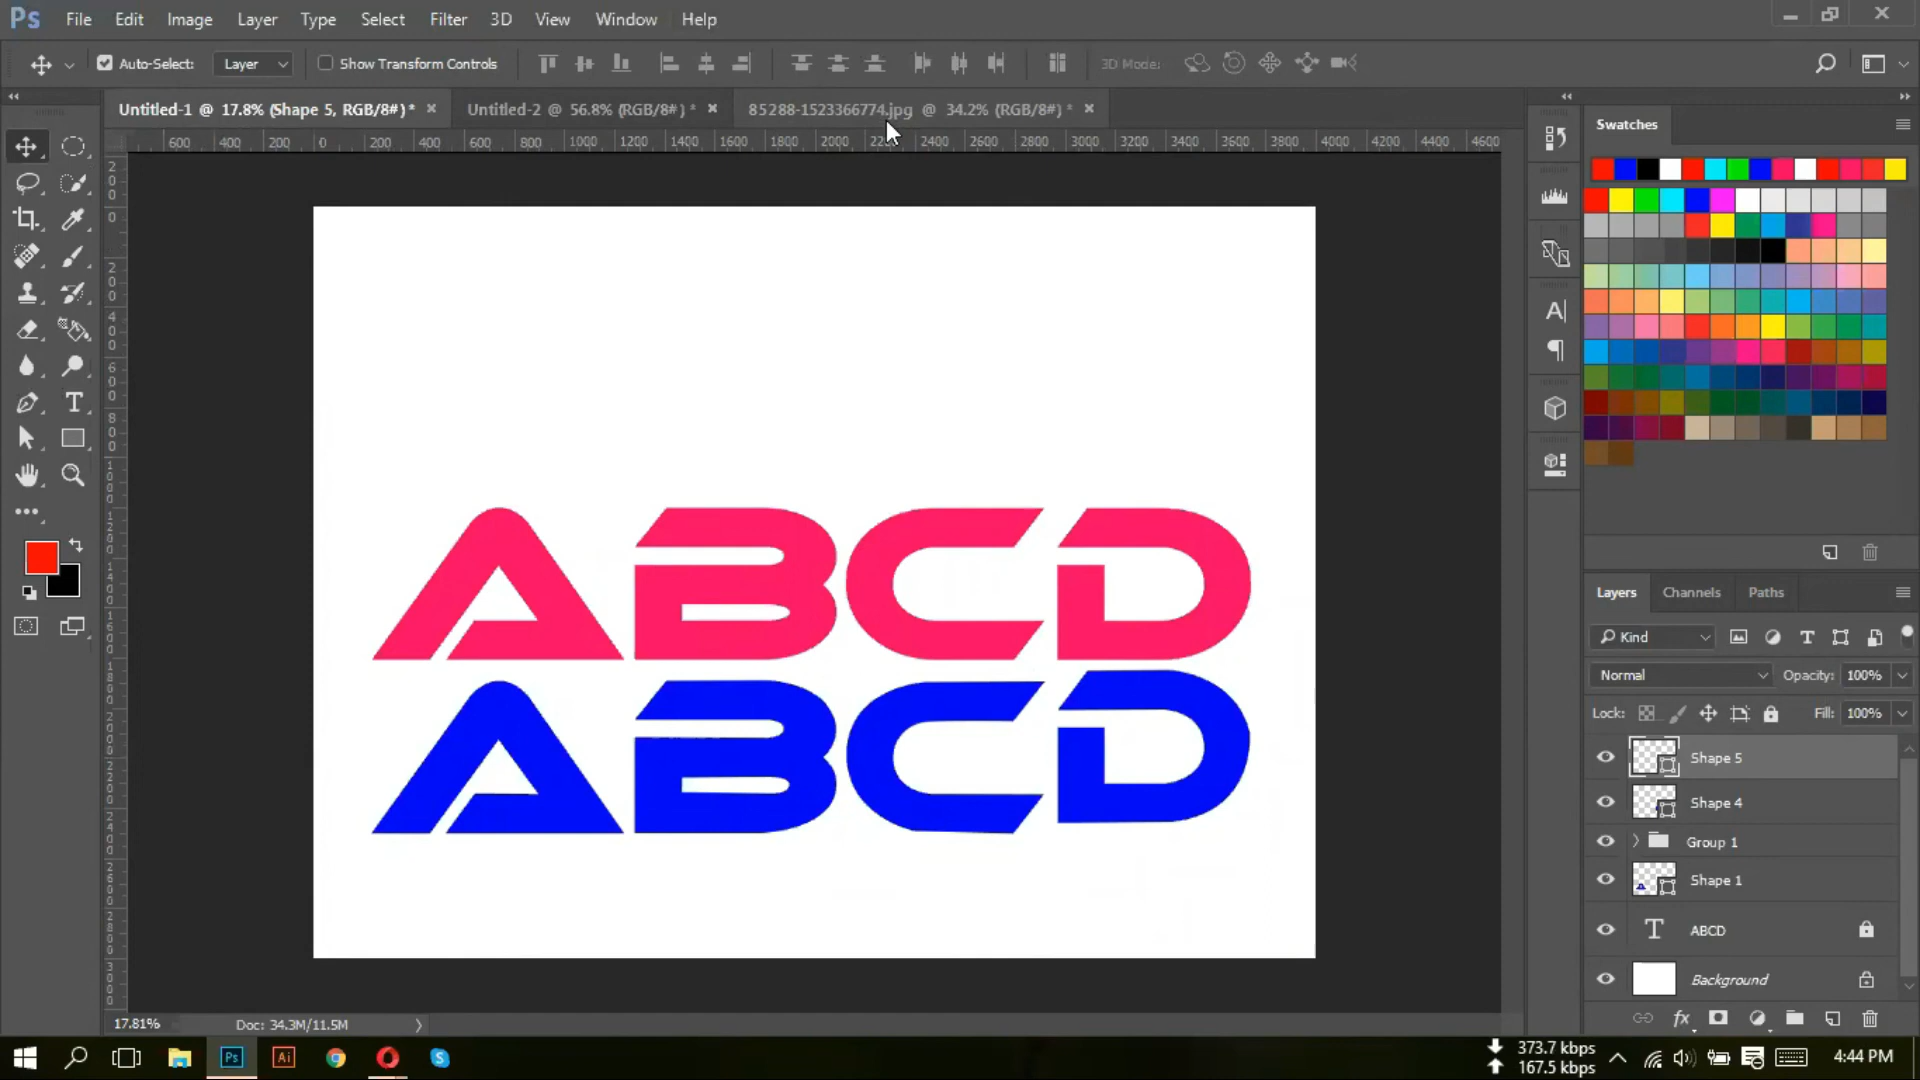 Ps File Edit Image Layer Type Select Filter 3D View Window Help
Auto-Select: Layer Show Transform Controls 3D Mode:
Untitled-1 @ 17.8% (Shape 5, RGB/8#) * × Untitled-2 @ 56.8% (RGB/8#) * × 85288-1523366774.jpg @ 34.2% (RGB/8#) * ×
600 400 200 0 200 400 600 800 1000 1200 1400 1600 1800 2000 2400 2600 2800 3000 3200 3400 3600 3800 4000 4200 4400 4600
Swatches
ABCD
ABCD
Layers Channels Paths
Kind
Normal Opacity: 100%
Lock: Fill: 100%
Shape 5
Shape 4
Group 1
Shape 1
T ABCD
Background
fx
17.81% Doc: 34.3M/11.5M
Ps Ai
373.7 kbps
167.5 kbps
4:44 PM